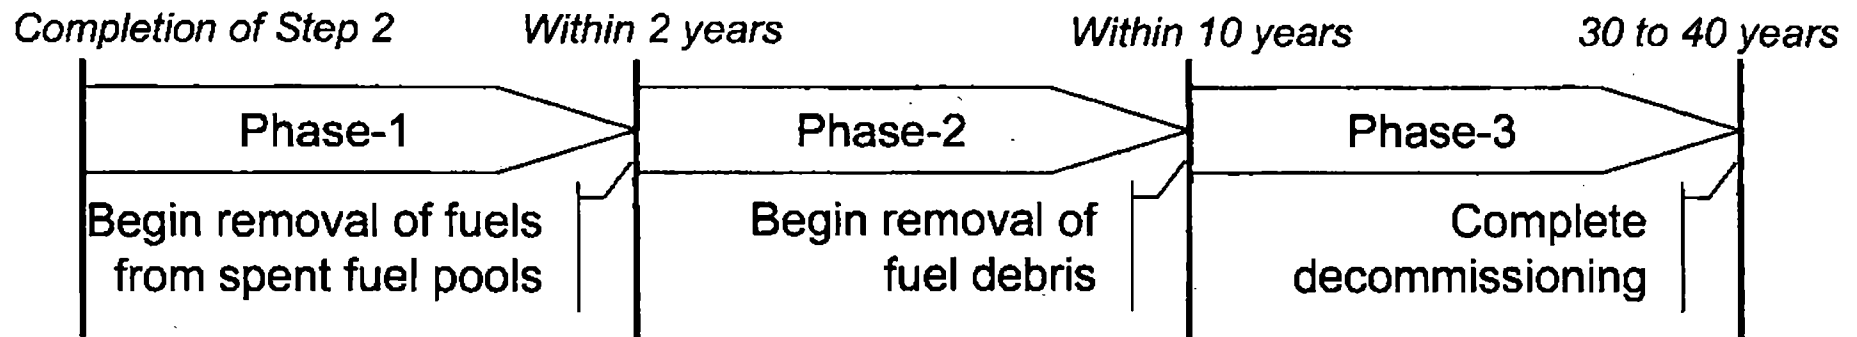 Completion of Step 2
Within 2 years
Within 10 years
30 to 40 years
Phase-1
Phase-2
Phase-3
Begin removal of fuels
from spent fuel pools
Begin removal of
fuel debris
Complete
decommissioning